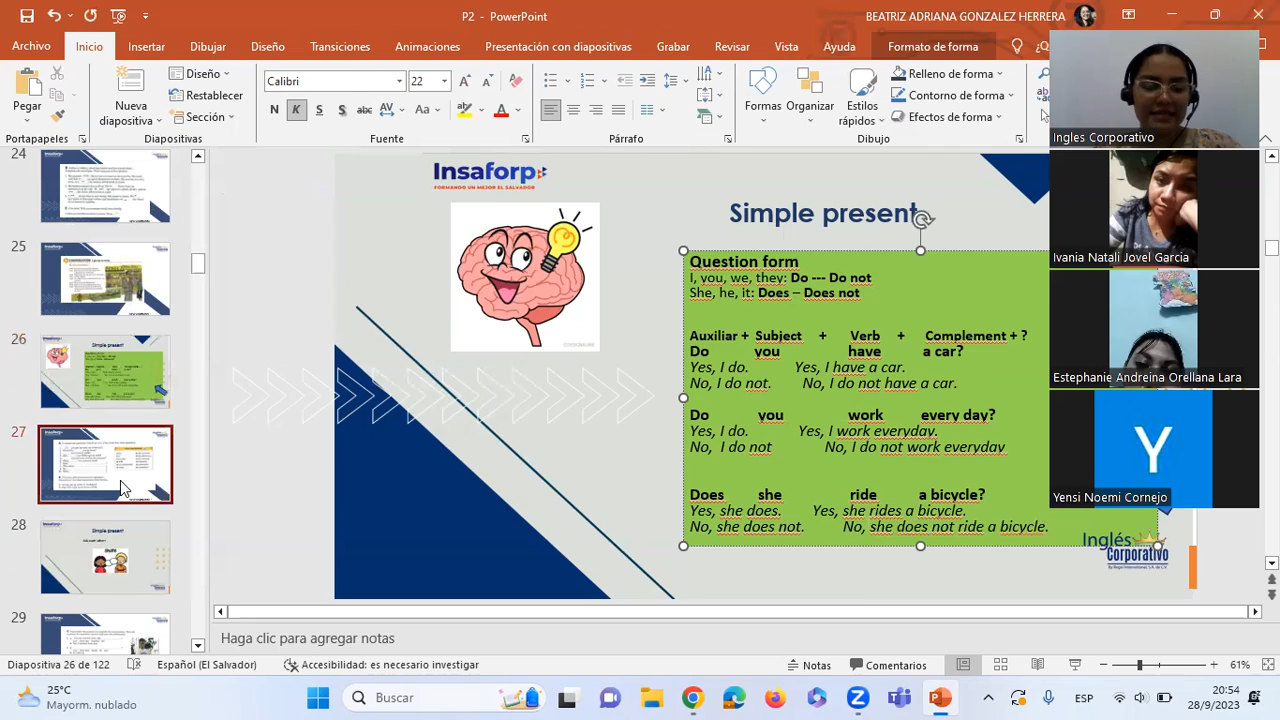 P2 - PowerPoint
BEATRIZ ADRIANA GONZALEZ HERRERA
Archivo Inicio Insertar Dibujar Diseño Transiciones Animaciones Presentación con diapositivas Grabar Revisar Vista Ayuda Formato de forma
Pegar
Portapapeles
Nueva diapositiva
Diseño
Restablecer
Sección
Diapositivas
Calibri 22
N K S S abc AV Aa
Fuente
Párrafo
Formas Organizar Estilos rápidos
Relleno de forma
Contorno de forma
Efectos de forma
Dibujo
Ingles Corporativo
Ivania Natali Jovel García
Estephanie Andreina Orellana Lara
Y
Yensi Noemi Cornejo
24
25
26
27
28
29
Insaforp
FORMANDO UN MEJOR EL SALVADOR
Simple present
Question form
I, you, we, they: Do --- Do not
She, he, it: Does – Does not
Auxiliar + Subject + Verb + Complement + ?
Do you have a car?
Yes, I do. Yes, I have a car.
No, I do not. No, I do not have a car.
Do you work every day?
Yes, I do. Yes, I work everyday.
No, I do not No, I do not work everyday.
Does she ride a bicycle?
Yes, she does. Yes, she rides a bicycle.
No, she does not. No, she does not ride a bicycle.
Inglés
Corporativo
Haga clic para agregar notas
Diapositiva 26 de 122 Español (El Salvador) Accesibilidad: es necesario investigar Notas Comentarios 61%
25°C
Mayorm. nublado
Buscar
ESP
20:54
28/9/2023